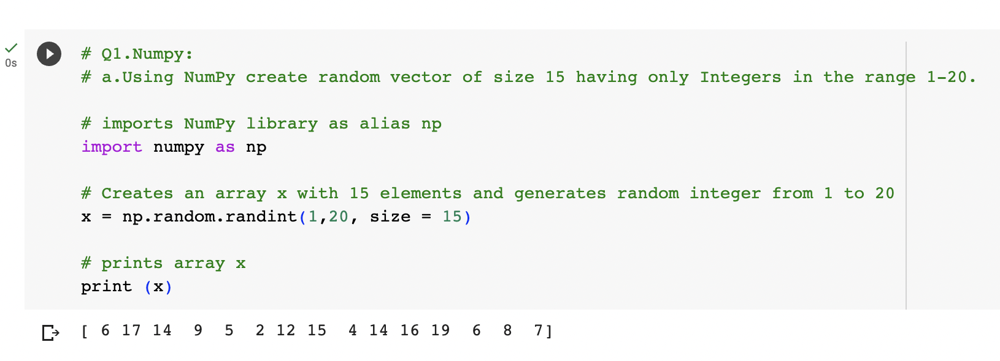 0s
# Q1.Numpy:
# a.Using NumPy create random vector of size 15 having only Integers in the range 1-20.
# imports NumPy library as alias np
import numpy as np
# Creates an array x with 15 elements and generates random integer from 1 to 20
x = np.random.randint(1,20, size = 15)
# prints array x
print (x)
[ 6 17 14  9  5  2 12 15  4 14 16 19  6  8  7]